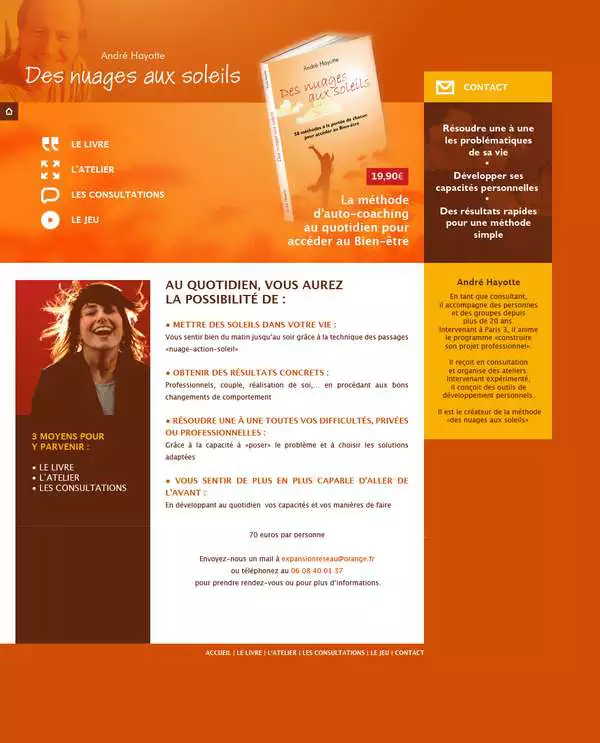 André Hayotte
Des nuages aux soleils
André Hayotte
Des nuages
aux soleils
38 méthodes à la portée de chacun
pour accéder au Bien-être
Des nuages aux soleils
CONTACT
LE LIVRE
L'ATELIER
LES CONSULTATIONS
LE JEU
19,90€
La méthode
d'auto-coaching
au quotidien pour
accéder au Bien-être
Résoudre une à une
les problématiques
de sa vie
•
Développer ses
capacités personnelles
•
Des résultats rapides
pour une méthode
simple
André Hayotte
En tant que consultant,
il accompagne des personnes
et des groupes depuis
plus de 20 ans.
Intervenant à Paris 3, il anime
le programme «construire
son projet professionnel».
Il reçoit en consultation
et organise des ateliers.
Intervenant expérimenté,
il conçoit des outils de
développement personnels.
Il est le créateur de la méthode
«des nuages aux soleils»
AU QUOTIDIEN, VOUS AUREZ
LA POSSIBILITÉ DE :
• METTRE DES SOLEILS DANS VOTRE VIE :
Vous sentir bien du matin jusqu'au soir grâce à la technique des passages
«nuage-action-soleil»
• OBTENIR DES RÉSULTATS CONCRETS :
Professionnels, couple, réalisation de soi,... en procédant aux bons
changements de comportement
• RÉSOUDRE UNE À UNE TOUTES VOS DIFFICULTÉS, PRIVÉES
OU PROFESSIONNELLES :
Grâce à la capacité à «poser» le problème et à choisir les solutions
adaptées
• VOUS SENTIR DE PLUS EN PLUS CAPABLE D'ALLER DE
L'AVANT :
En développant au quotidien vos capacités et vos manières de faire
70 euros par personne
Envoyez-nous un mail à expansionreseau@orange.fr
ou téléphonez au 06 08 40 01 37
pour prendre rendez-vous ou pour plus d'informations.
3 MOYENS POUR
Y PARVENIR :
• LE LIVRE
• L'ATELIER
• LES CONSULTATIONS
ACCUEIL | LE LIVRE | L'ATELIER | LES CONSULTATIONS | LE JEU | CONTACT